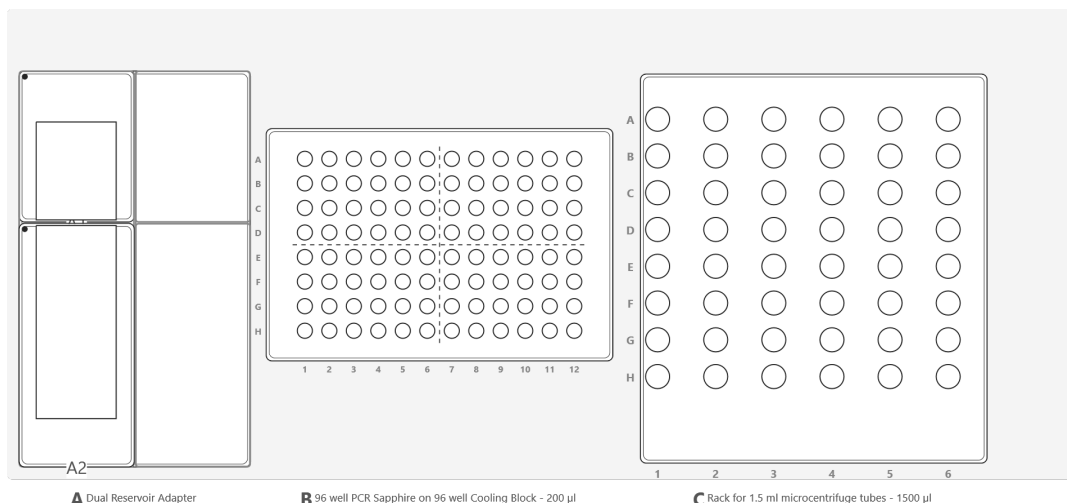 A
B
C
D
E
F
G
H
1 2 3 4 5 6 7 8 9 10 11 12
A
B
C
D
E
F
G
H
1 2 3 4 5 6
A2
A Dual Reservoir Adapter
B 96 well PCR Sapphire on 96 well Cooling Block - 200 µl
C Rack for 1.5 ml microcentrifuge tubes - 1500 µl